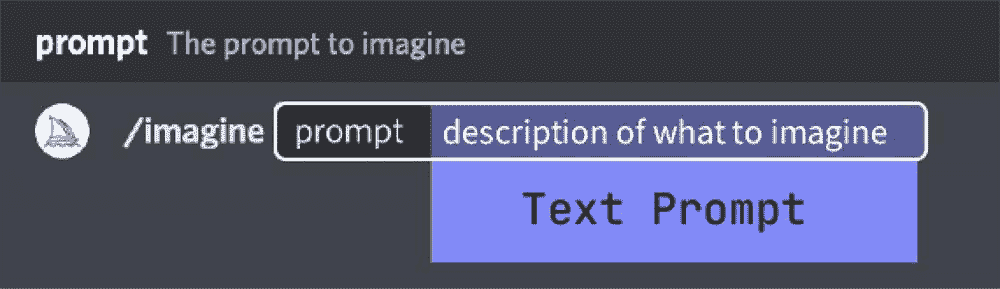 prompt The prompt to imagine
/imagine prompt description of what to imagine
Text Prompt